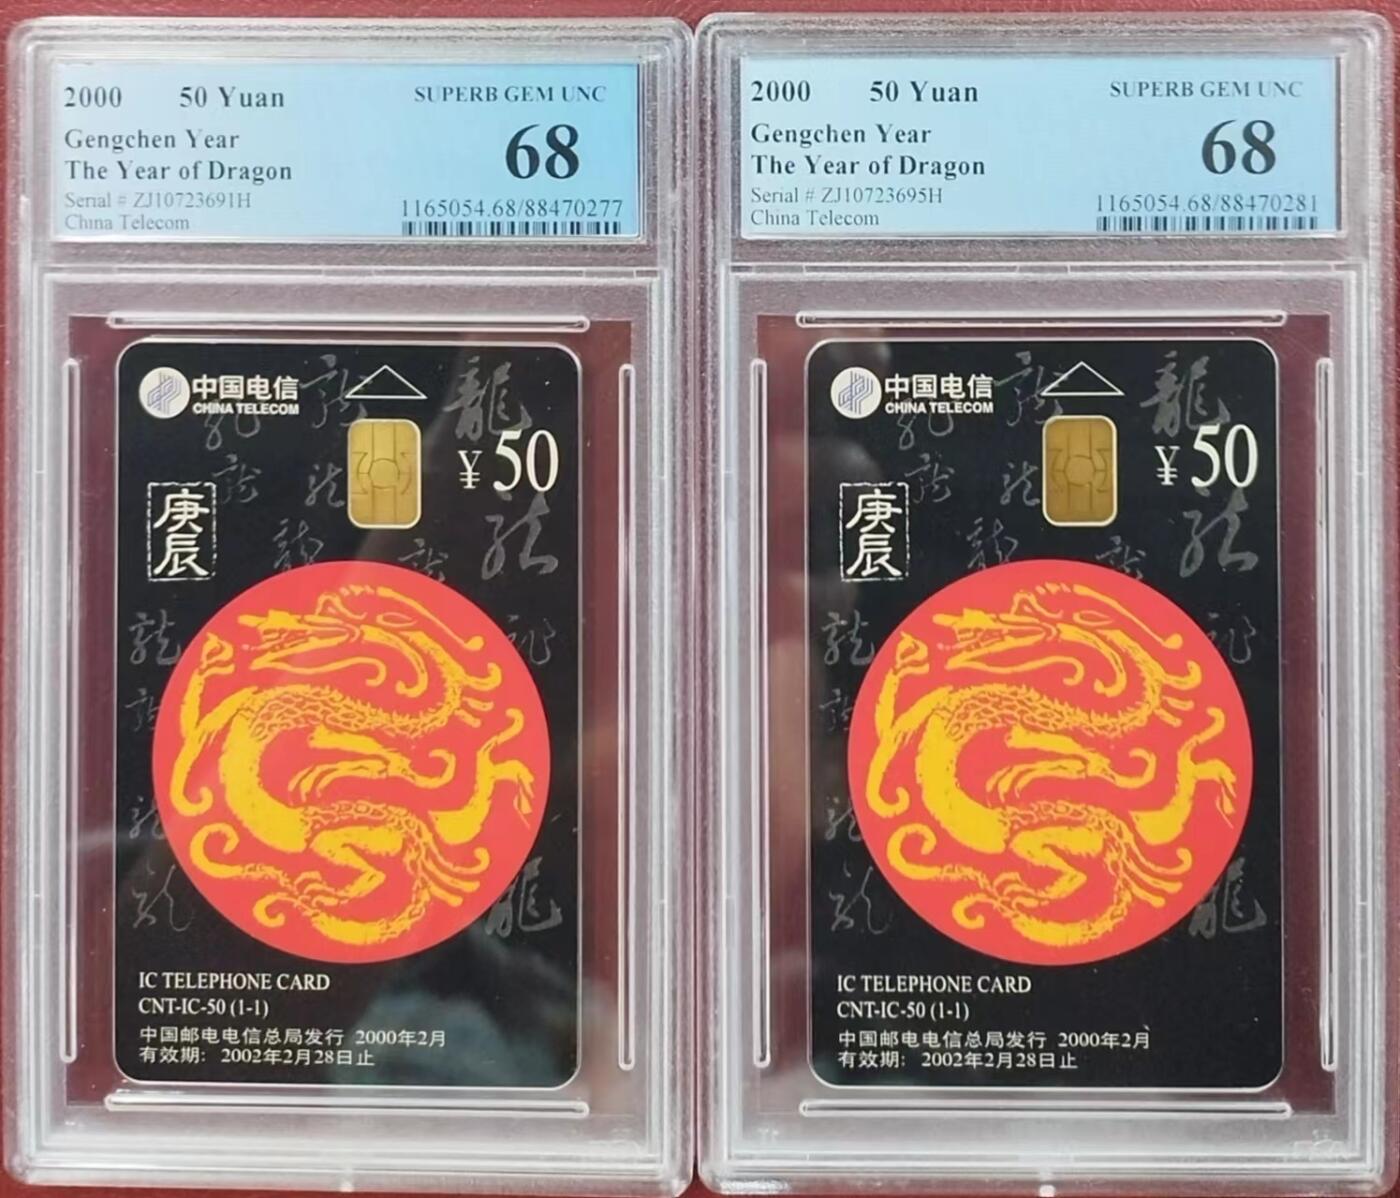 2000 50 Yuan
SUPERB GEM UNC
Gengchen Year
68
The Year of Dragon
Serial # ZJ10723691H
1165054.68/88470277
China Telecom
中国电信
CHINA TELECOM
龍
¥50
庚辰
IC TELEPHONE CARD
CNT-IC-50 (1-1)
中国邮电电信总局发行 2000年2月
有效期: 2002年2月28日止
2000 50 Yuan
SUPERB GEM UNC
Gengchen Year
68
The Year of Dragon
Serial # ZJ10723695H
1165054.68/88470281
China Telecom
中国电信
CHINA TELECOM
龍
¥50
庚辰
IC TELEPHONE CARD
CNT-IC-50 (1-1)
中国邮电电信总局发行 2000年2月
有效期: 2002年2月28日止